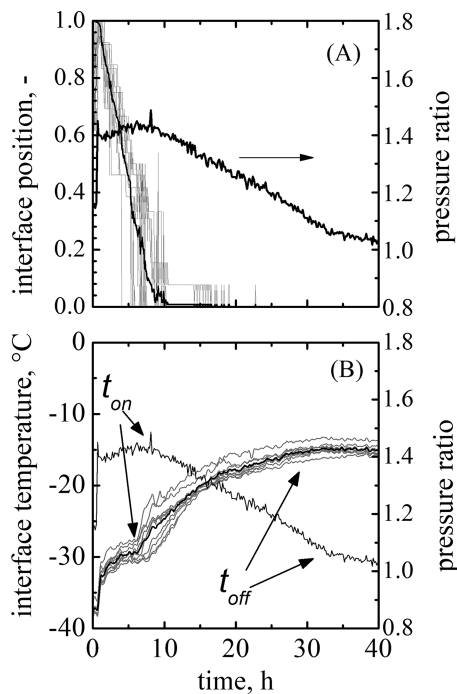 1.0
0.8
0.6
0.4
0.2
0.0
interface position, -
(A)
1.8
1.6
1.4
1.2
1.0
0.8
pressure ratio
-0
-10
-20
-30
-40
interface temperature, °C
(B)
t_on
t_off
1.8
1.6
1.4
1.2
1.0
0.8
pressure ratio
0 10 20 30 40
time, h